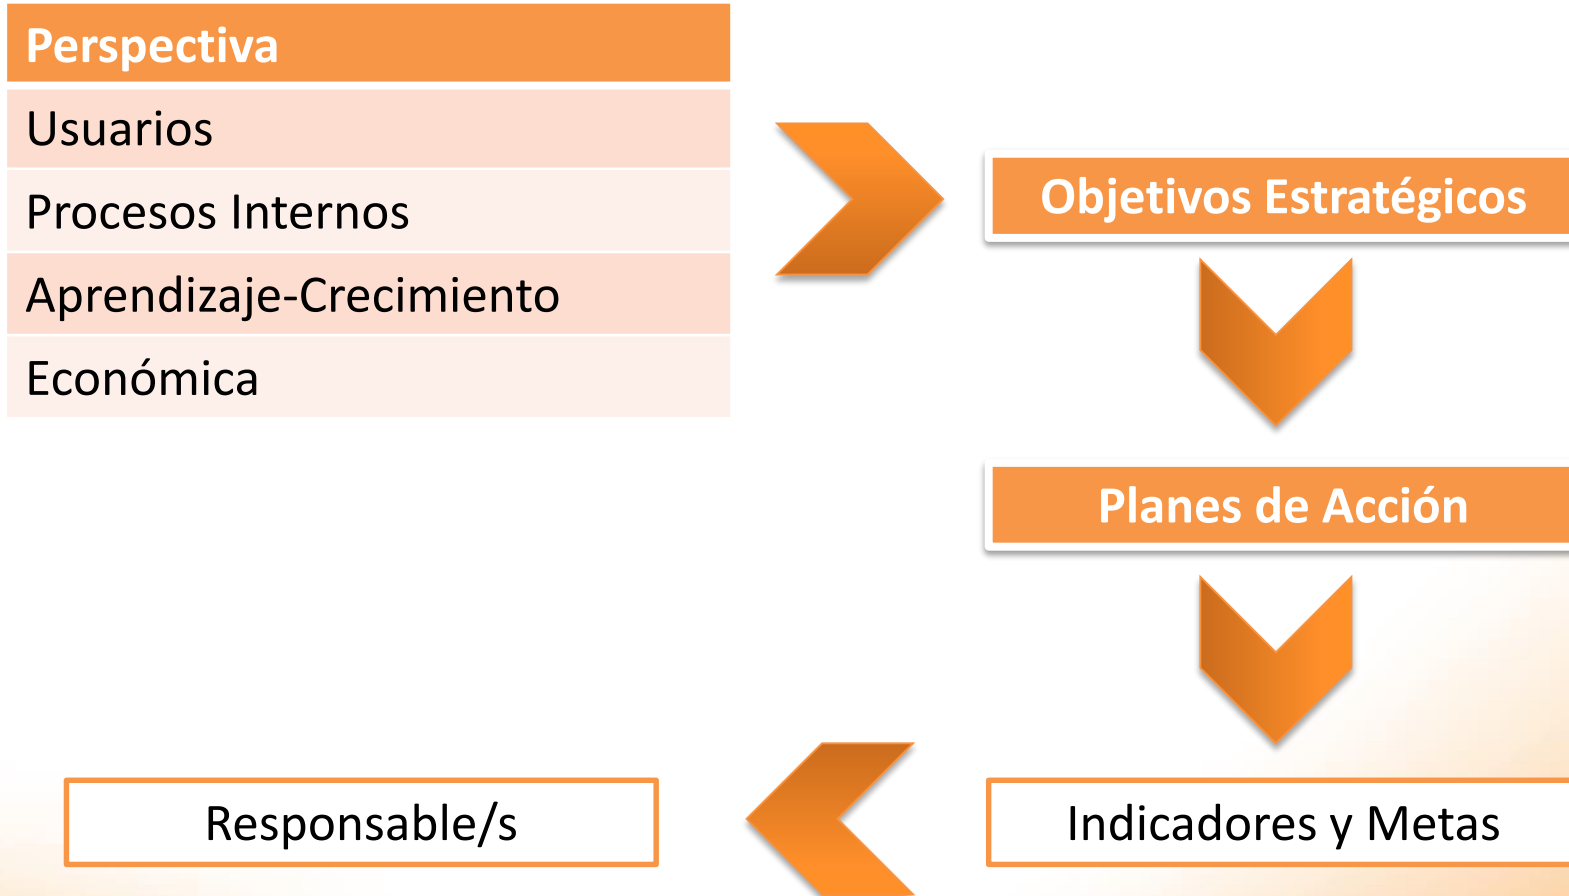 Perspectiva
Usuarios
Procesos Internos
Aprendizaje-Crecimiento
Económica
Objetivos Estratégicos
Planes de Acción
Indicadores y Metas
Responsable/s